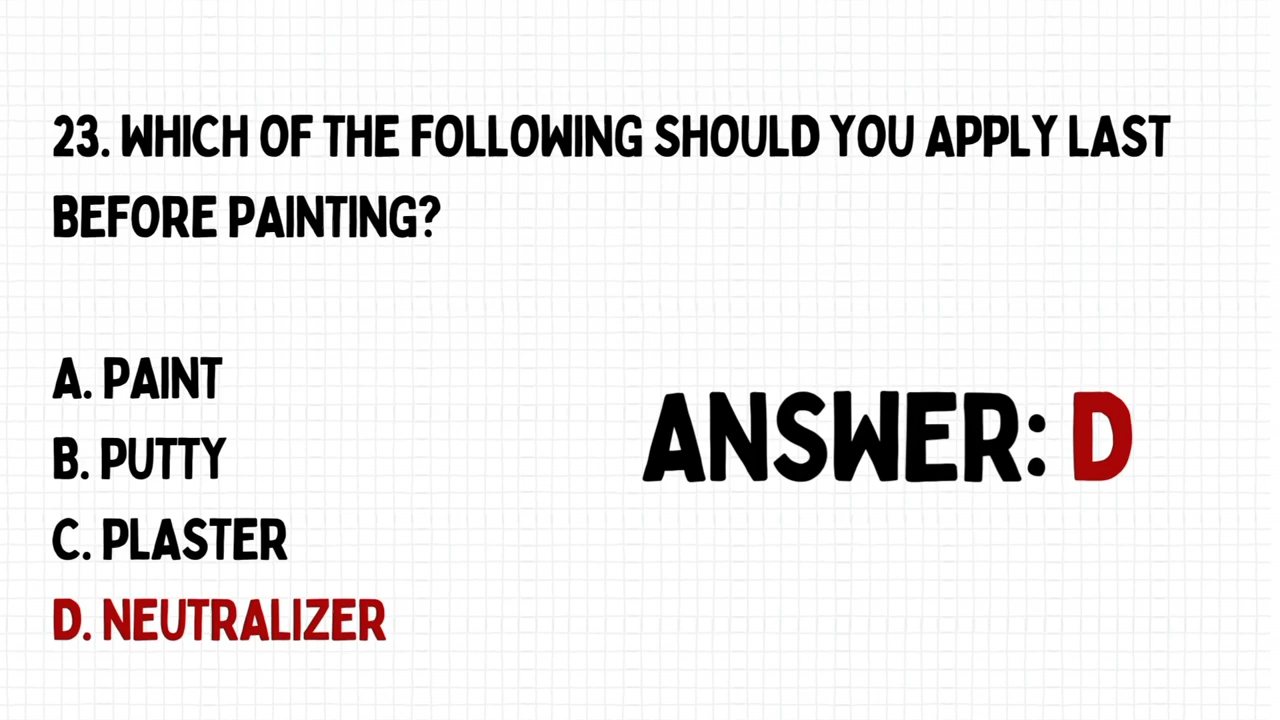 23. WHICH OF THE FOLLOWING SHOULD YOU APPLY LAST
BEFORE PAINTING?
A. PAINT
B. PUTTY
C. PLASTER
D. NEUTRALIZER
ANSWER: D